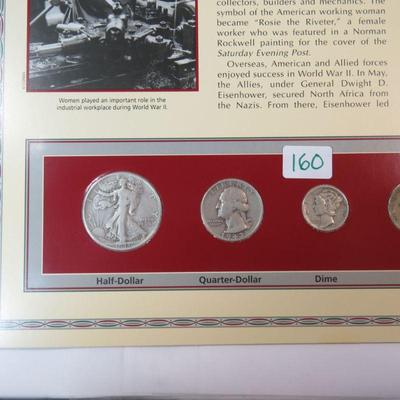 collectors, builders and mechanics. The
symbol of the American working woman
became "Rosie the Riveter," a female
worker who was featured in a Norman
Rockwell painting for the cover of the
Saturday Evening Post.
Overseas, American and Allied forces
enjoyed success in World War II. In May,
the Allies, under General Dwight D.
Eisenhower, secured North Africa from
the Nazis. From there, Eisenhower led
Women played an important role in the
industrial workplace during World War II.
160
LIBERTY
Half-Dollar
Quarter-Dollar
Dime